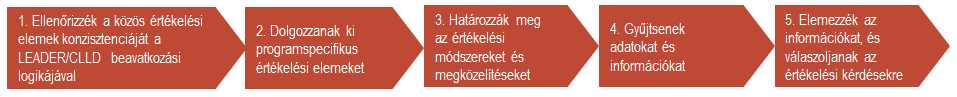 1. Ellenőrizzék a közös értékelési
elemek konzisztenciáját a
LEADER/CLLD beavatkozási
logikájával
2. Dolgozzanak ki
programspecifikus
értékelési elemeket
3. Határozzák meg
az értékelési
módszereket és
megközelítéseket
4. Gyűjtsenek
adatokat és
információkat
5. Elemezzék az
információkat, és
válaszoljanak az
értékelési kérdésekre